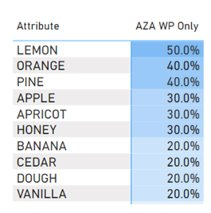 Attribute AZA WP Only
LEMON 50.0%
ORANGE 40.0%
PINE 40.0%
APPLE 30.0%
APRICOT 30.0%
HONEY 30.0%
BANANA 20.0%
CEDAR 20.0%
DOUGH 20.0%
VANILLA 20.0%